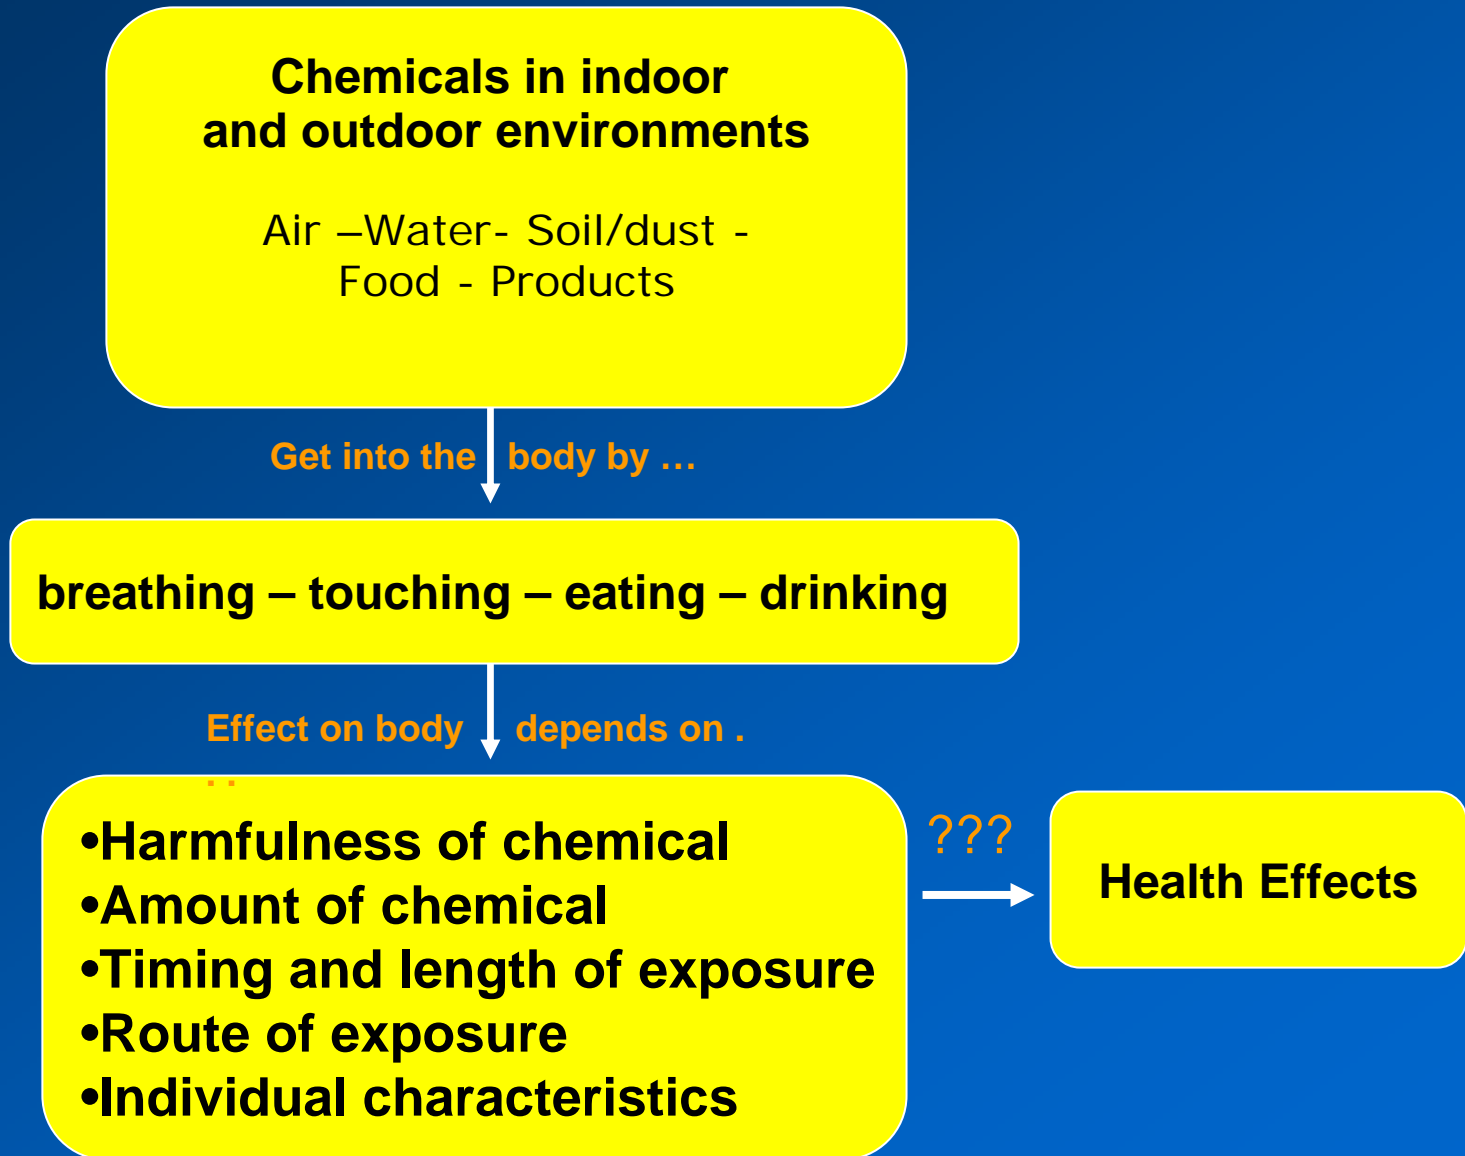 Chemicals in indoor
and outdoor environments
Air –Water- Soil/dust -
Food - Products
Get into the body by …
breathing – touching – eating – drinking
Effect on body depends on .
. .
•Harmfulness of chemical
•Amount of chemical
•Timing and length of exposure
•Route of exposure
•Individual characteristics
???
Health Effects